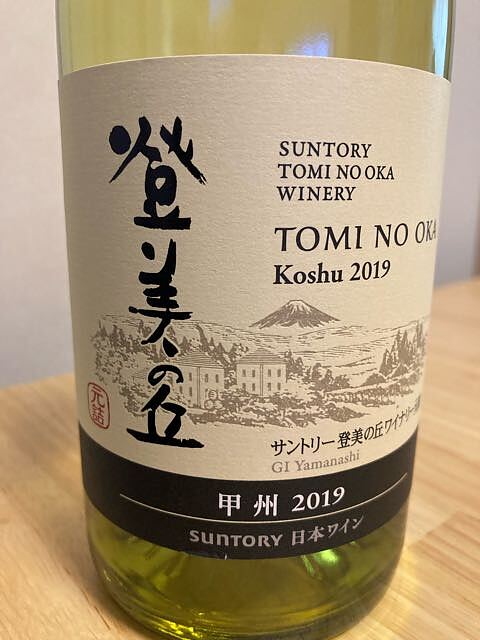 登美の丘
元詰
SUNTORY
TOMI NO OKA
WINERY
TOMI NO OKA
Koshu 2019
サントリー登美の丘ワイナリー
GI Yamanashi
甲州 2019
SUNTORY 日本ワイン